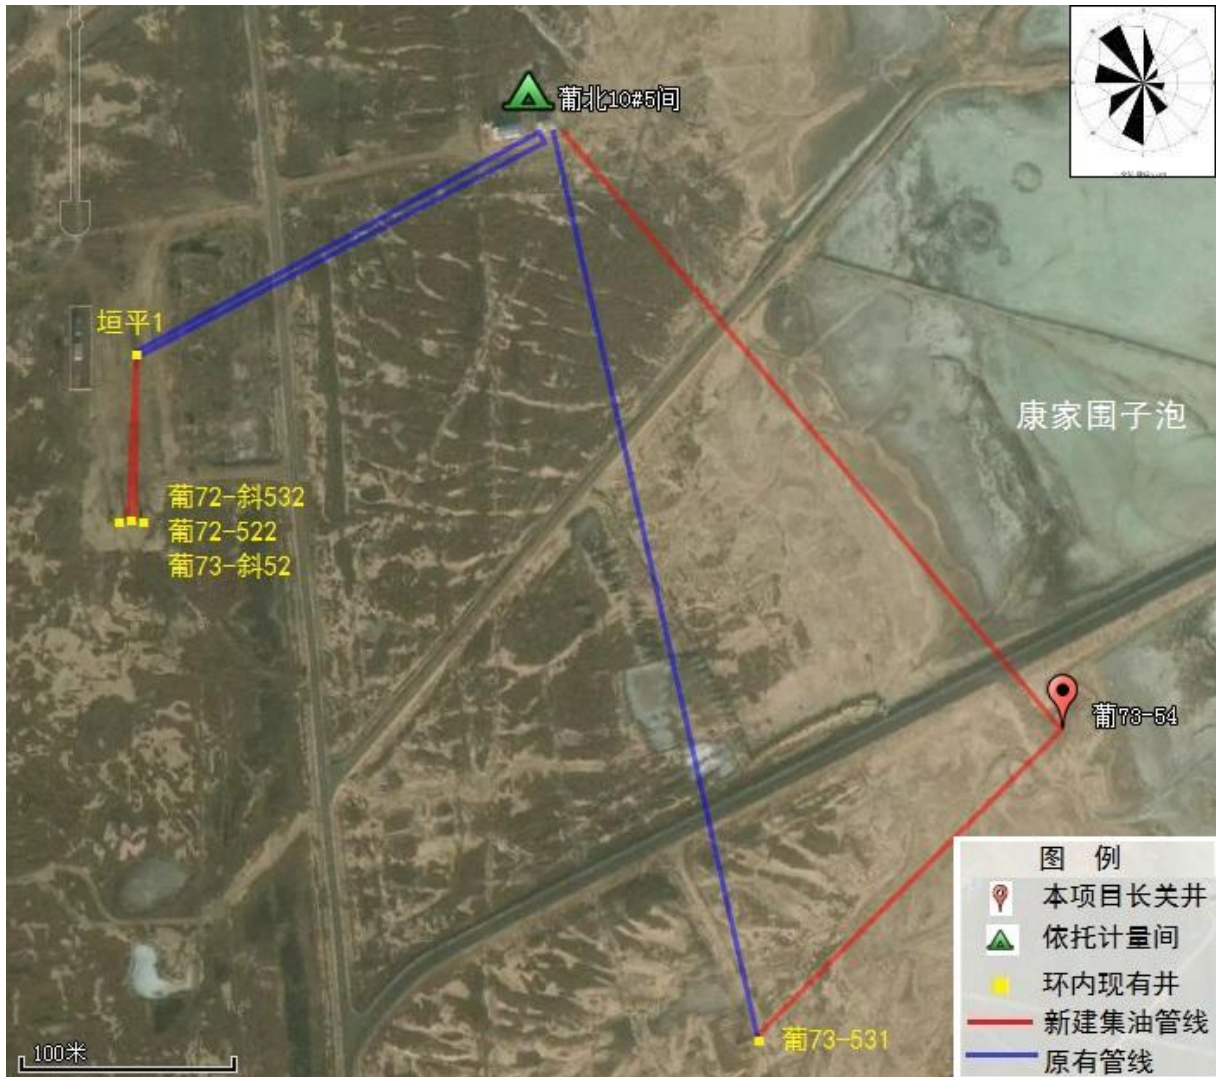 葡北10#5间
垣平1
康家围子泡
葡72-斜532
葡72-522
葡73-斜52
葡73-54
葡73-531
100米
图 例
本项目长关井
依托计量间
环内现有井
新建集油管线
原有管线